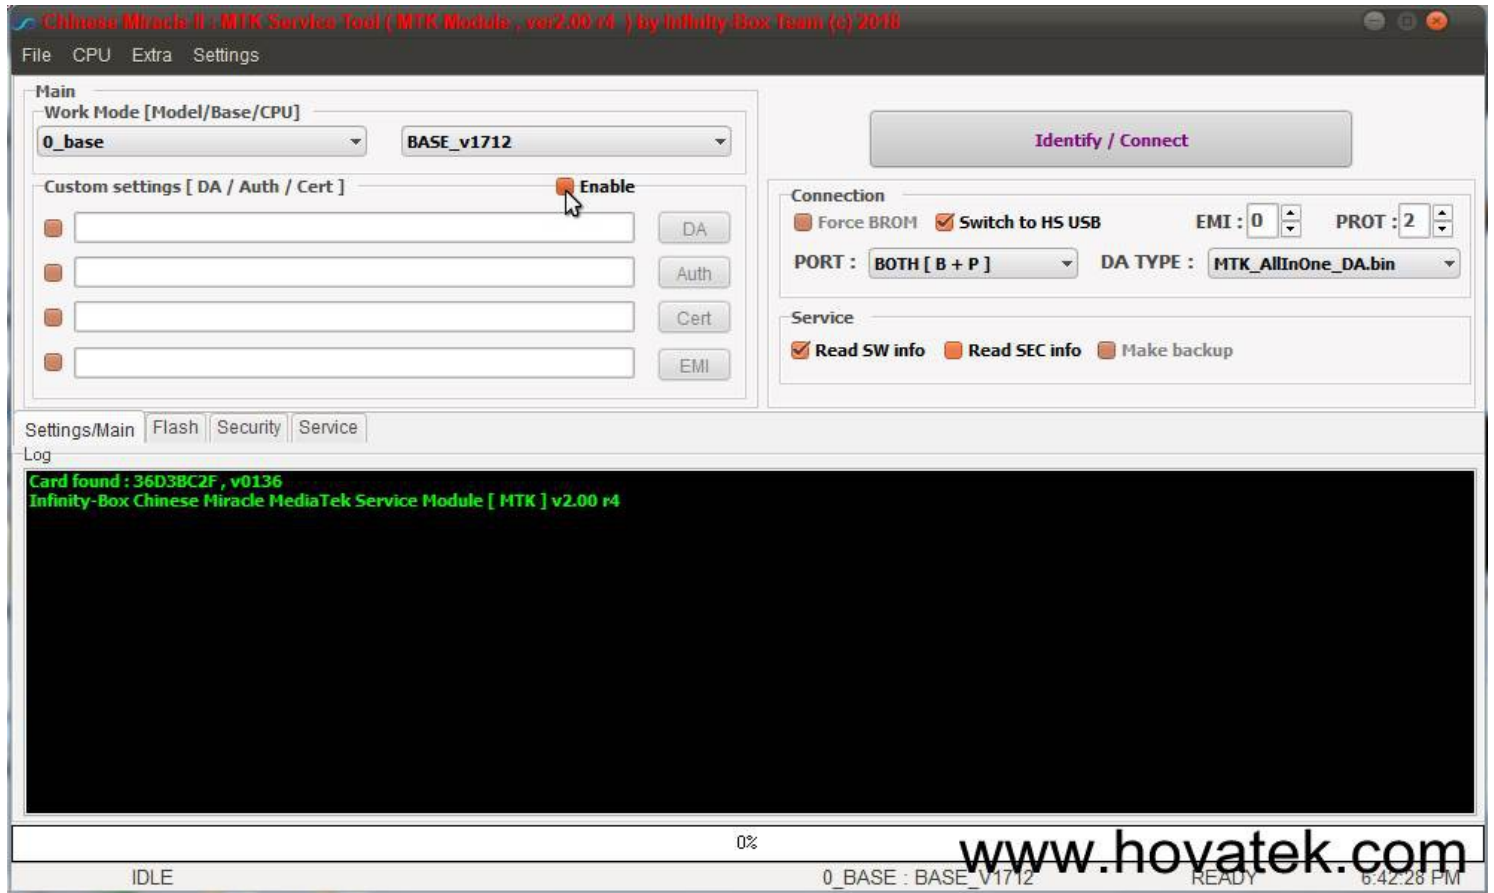 Chinese Miracle II : MTK Service Tool ( MTK Module , ver2.00 r4 ) by Infinity-Box Team (c) 2018
File CPU Extra Settings
Main
Work Mode [Model/Base/CPU]
0_base BASE_v1712
Identify / Connect
Custom settings [ DA / Auth / Cert ] Enable
DA
Auth
Cert
EMI
Connection
Force BROM Switch to HS USB EMI : 0 PROT : 2
PORT : BOTH [ B + P ] DA TYPE : MTK_AllInOne_DA.bin
Service
Read SW info Read SEC info Make backup
Settings/Main Flash Security Service
Log
Card found : 36D3BC2F , v0136
Infinity-Box Chinese Miracle MediaTek Service Module [ MTK ] v2.00 r4
0%
www.hovatek.com
IDLE 0_BASE : BASE_V1712 READY 6:42:28 PM